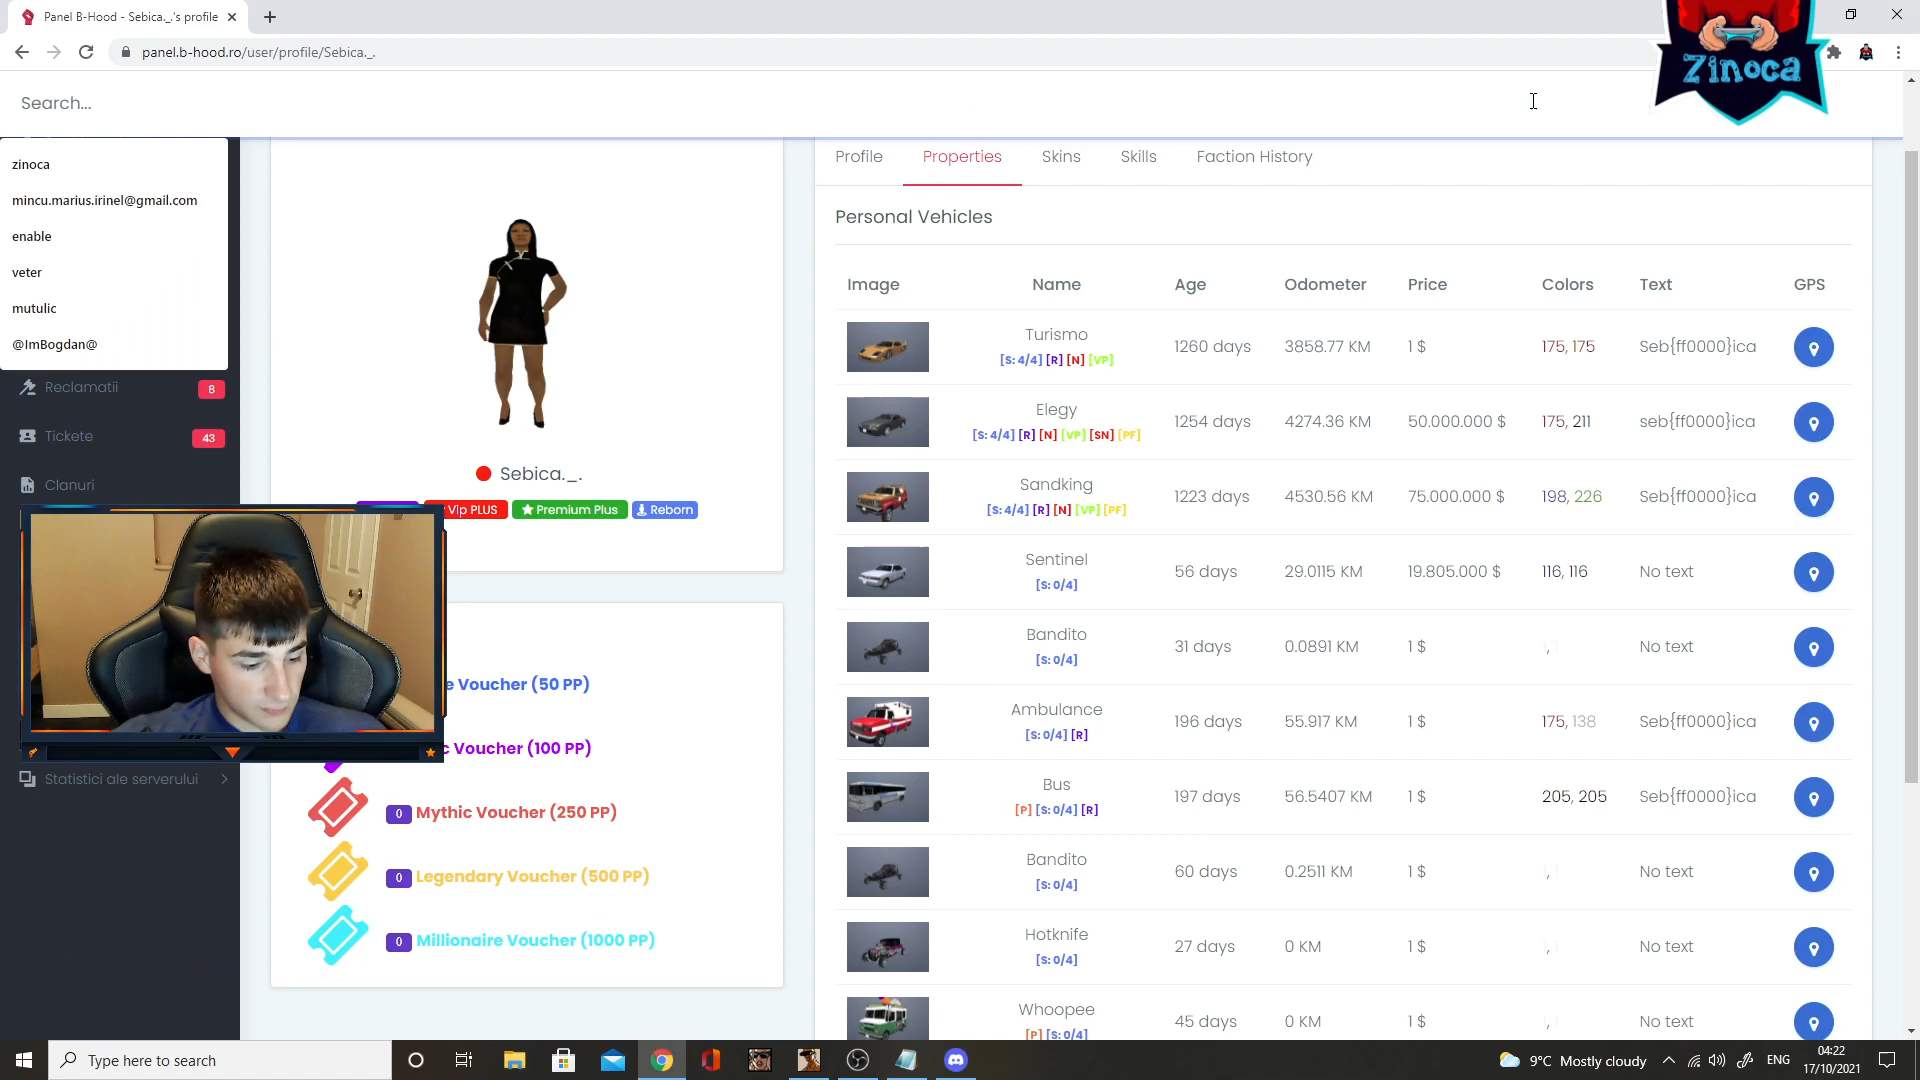 Panel B-Hood - Sebica._.'s profile
panel.b-hood.ro/user/profile/Sebica._.
Zinoca
Search...
zinoca
mincu.marius.irinel@gmail.com
enable
veter
mutulic
@ImBogdan@
Reclamatii 8
Tickete 43
Clanuri
Statistici ale serverului
Sebica._.
Vip PLUS Premium Plus Reborn
Voucher (50 PP)
Voucher (100 PP)
0 Mythic Voucher (250 PP)
0 Legendary Voucher (500 PP)
0 Millionaire Voucher (1000 PP)
Profile Properties Skins Skills Faction History
Personal Vehicles
Image Name Age Odometer Price Colors Text GPS
Turismo 1260 days 3858.77 KM 1 $ 175, 175 Seb{ff0000}ica
[S: 4/4] [R] [N] [VP]
Elegy 1254 days 4274.36 KM 50.000.000 $ 175, 211 seb{ff0000}ica
[S: 4/4] [R] [N] [VP] [SN] [PF]
Sandking 1223 days 4530.56 KM 75.000.000 $ 198, 226 Seb{ff0000}ica
[S: 4/4] [R] [N] [VP] [PF]
Sentinel 56 days 29.0115 KM 19.805.000 $ 116, 116 No text
[S: 0/4]
Bandito 31 days 0.0891 KM 1 $ 1, 1 No text
[S: 0/4]
Ambulance 196 days 55.917 KM 1 $ 175, 138 Seb{ff0000}ica
[S: 0/4] [R]
Bus 197 days 56.5407 KM 1 $ 205, 205 Seb{ff0000}ica
[P] [S: 0/4] [R]
Bandito 60 days 0.2511 KM 1 $ 1, 1 No text
[S: 0/4]
Hotknife 27 days 0 KM 1 $ 1, 1 No text
[S: 0/4]
Whoopee 45 days 0 KM 1 $ 1, 1 No text
[P] [S: 0/4]
Type here to search
9°C Mostly cloudy
ENG
04:22
17/10/2021